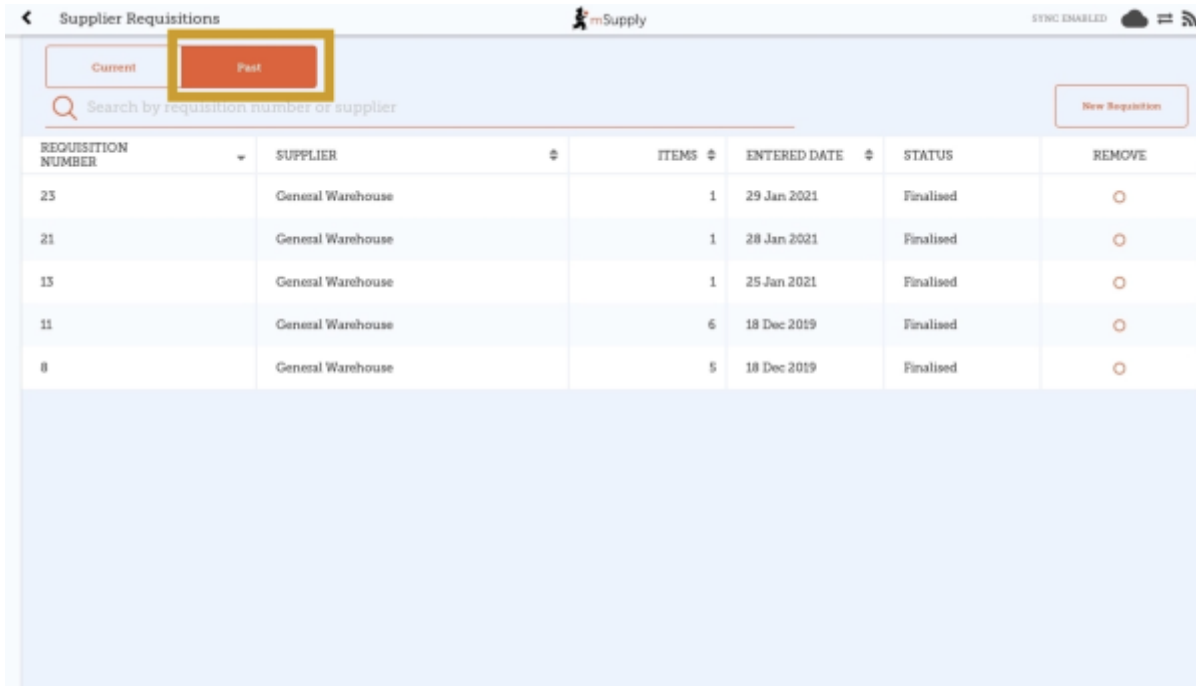 Supplier Requisitions mSupply SYNC ENABLED
Current Past
Search by requisition number or supplier New Requisition
REQUISITION NUMBER SUPPLIER ITEMS ENTERED DATE STATUS REMOVE
23 General Warehouse 1 29 Jan 2021 Finalised
21 General Warehouse 1 28 Jan 2021 Finalised
13 General Warehouse 1 25 Jan 2021 Finalised
11 General Warehouse 6 18 Dec 2019 Finalised
8 General Warehouse 5 18 Dec 2019 Finalised